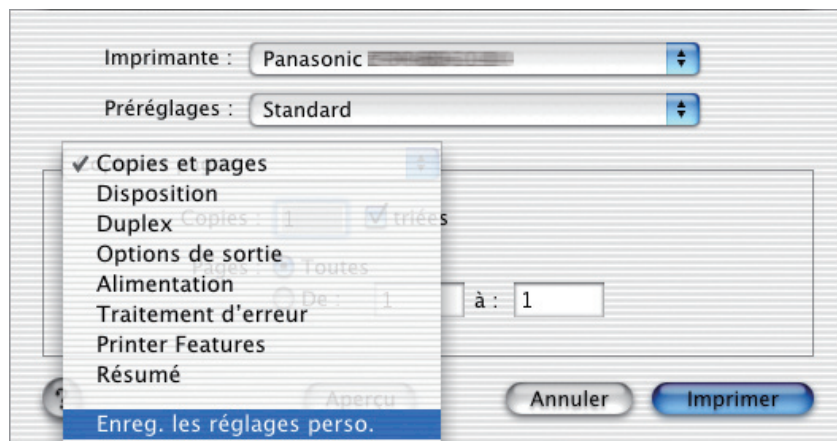 Imprimante : Panasonic
Préréglages : Standard
✓ Copies et pages
Disposition
Duplex
Copies : 1 triées
Options de sortie
Pages : Toutes
Alimentation
De : 1 à : 1
Traitement d'erreur
Printer Features
Résumé
? Aperçu Annuler Imprimer
Enreg. les réglages perso.